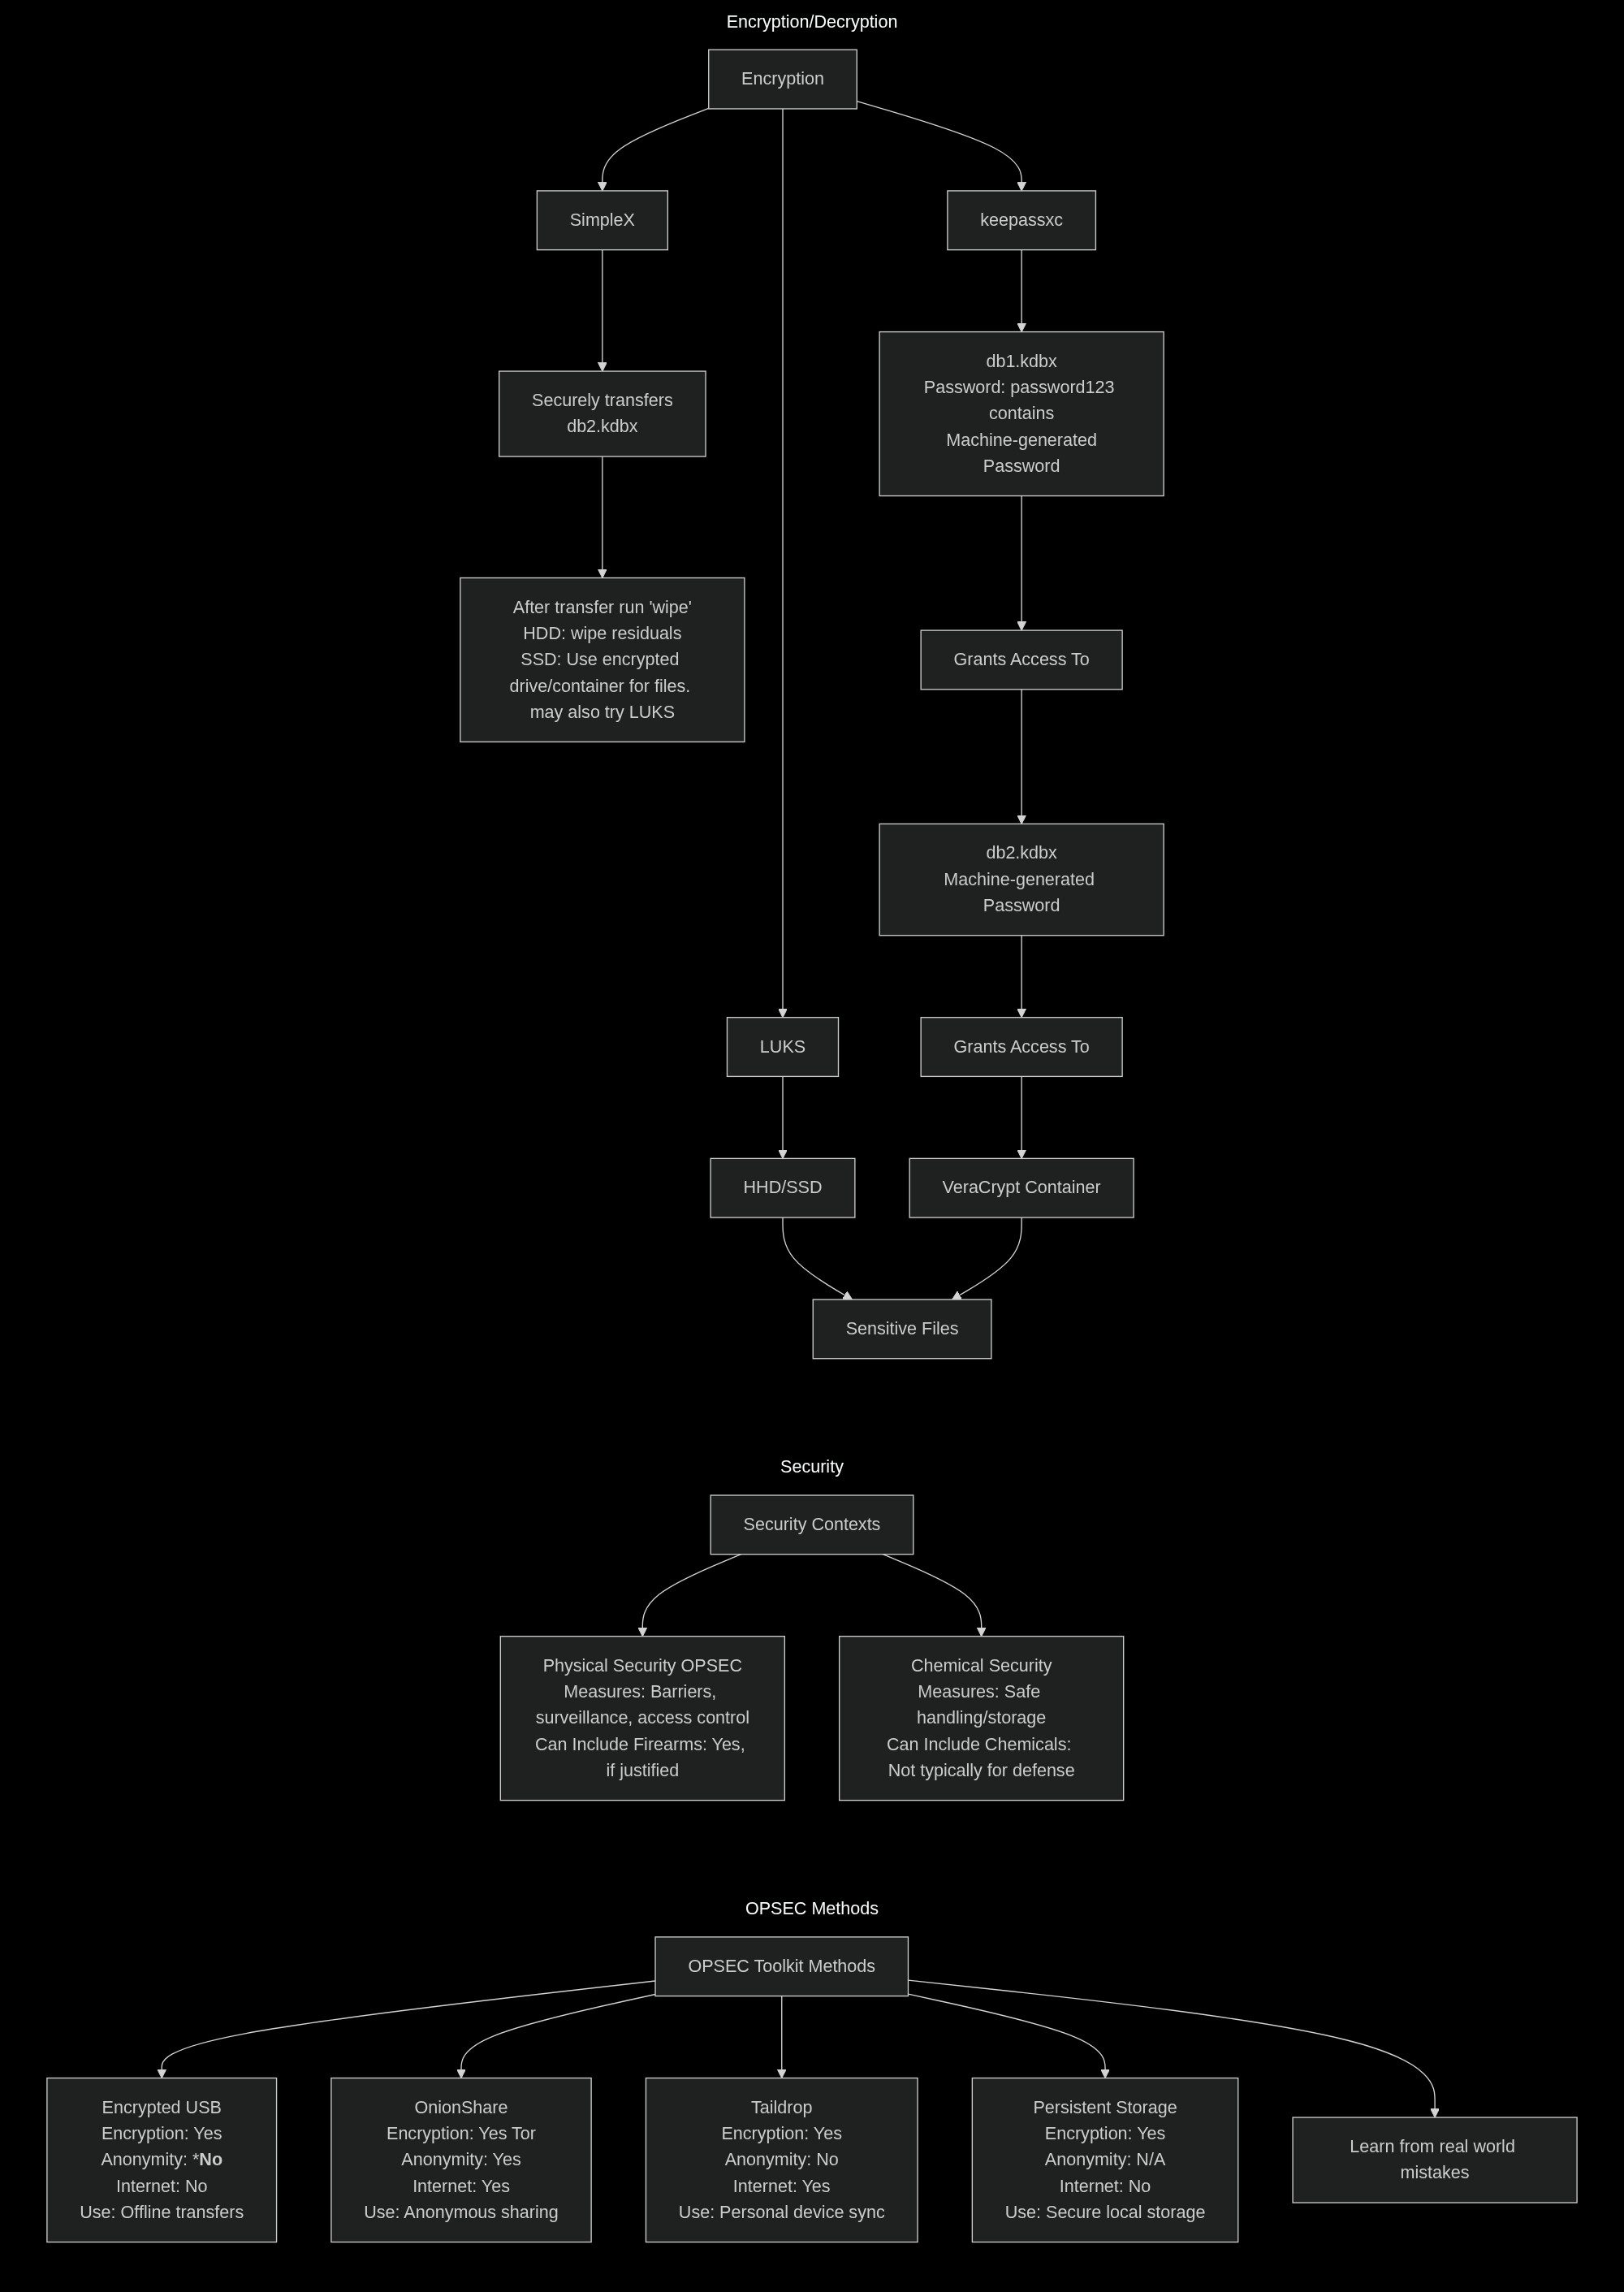 Encryption/Decryption
Encryption
SimpleX
keepassxc
db1.kdbx
Password: password123
contains
Machine-generated
Password
Securely transfers
db2.kdbx
After transfer run 'wipe'
HDD: wipe residuals
SSD: Use encrypted
drive/container for files.
may also try LUKS
Grants Access To
db2.kdbx
Machine-generated
Password
LUKS
Grants Access To
HHD/SSD
VeraCrypt Container
Sensitive Files
Security
Security Contexts
Physical Security OPSEC
Measures: Barriers,
surveillance, access control
Can Include Firearms: Yes,
if justified
Chemical Security
Measures: Safe
handling/storage
Can Include Chemicals:
Not typically for defense
OPSEC Methods
OPSEC Toolkit Methods
Encrypted USB
Encryption: Yes
Anonymity: *No
Internet: No
Use: Offline transfers
OnionShare
Encryption: Yes Tor
Anonymity: Yes
Internet: Yes
Use: Anonymous sharing
Taildrop
Encryption: Yes
Anonymity: No
Internet: Yes
Use: Personal device sync
Persistent Storage
Encryption: Yes
Anonymity: N/A
Internet: No
Use: Secure local storage
Learn from real world
mistakes